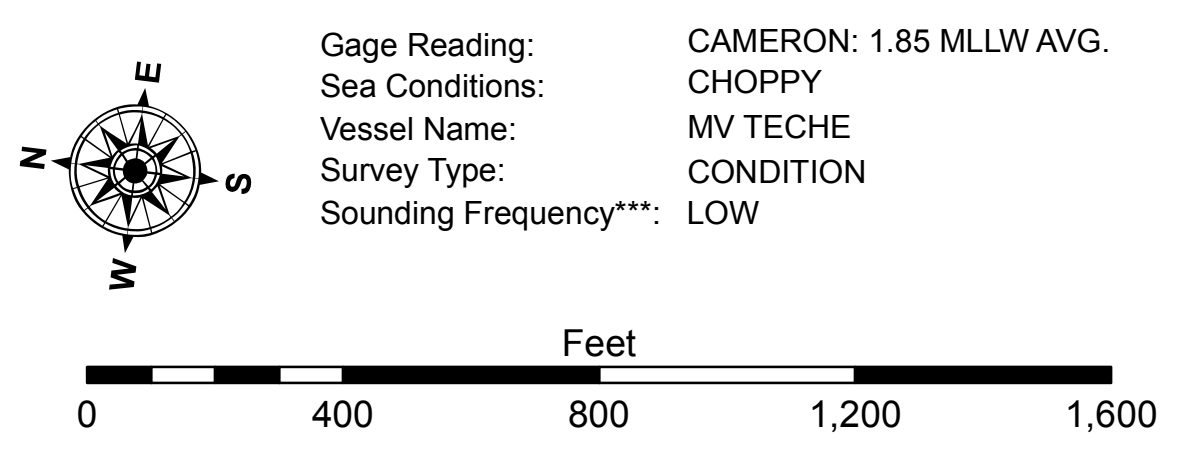 E
N
S
W
Gage Reading: CAMERON: 1.85 MLLW AVG.
Sea Conditions: CHOPPY
Vessel Name: MV TECHE
Survey Type: CONDITION
Sounding Frequency***: LOW
Feet
0 400 800 1,200 1,600